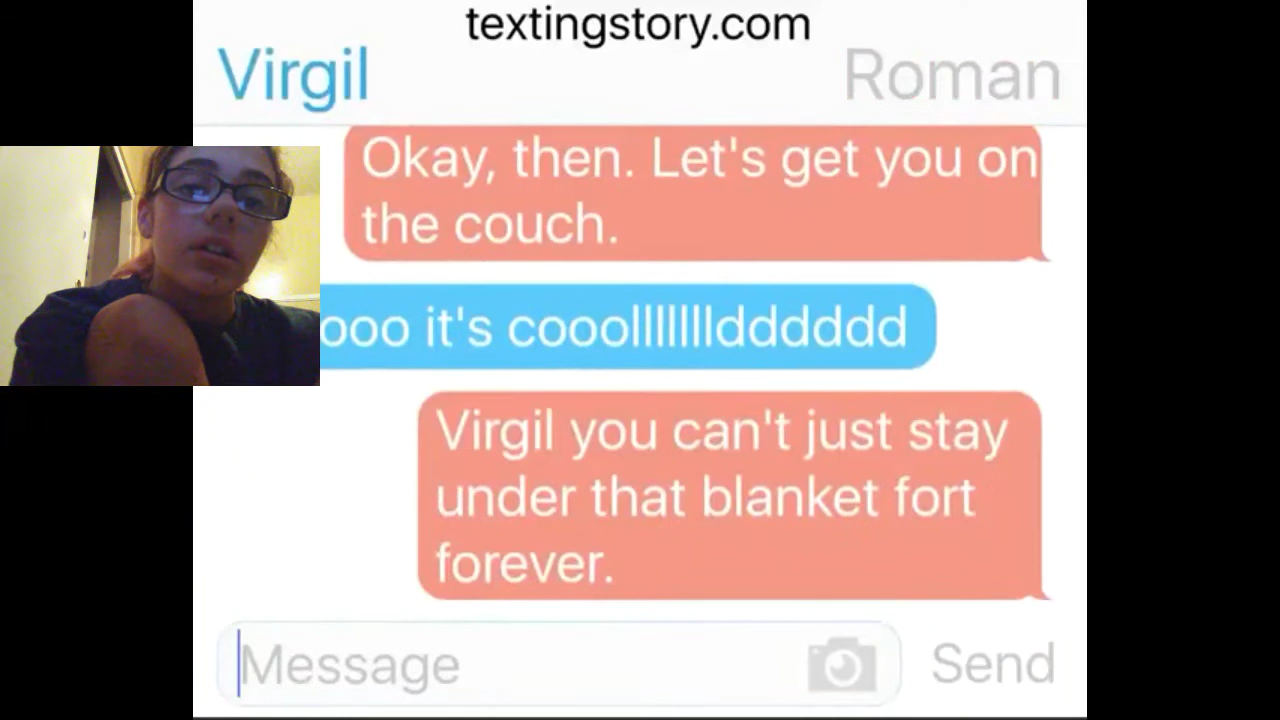 textingstory.com
Virgil
Roman
Okay, then. Let's get you on
the couch.
ooo it's cooolllllllldddddd
Virgil you can't just stay
under that blanket fort
forever.
Message
Send